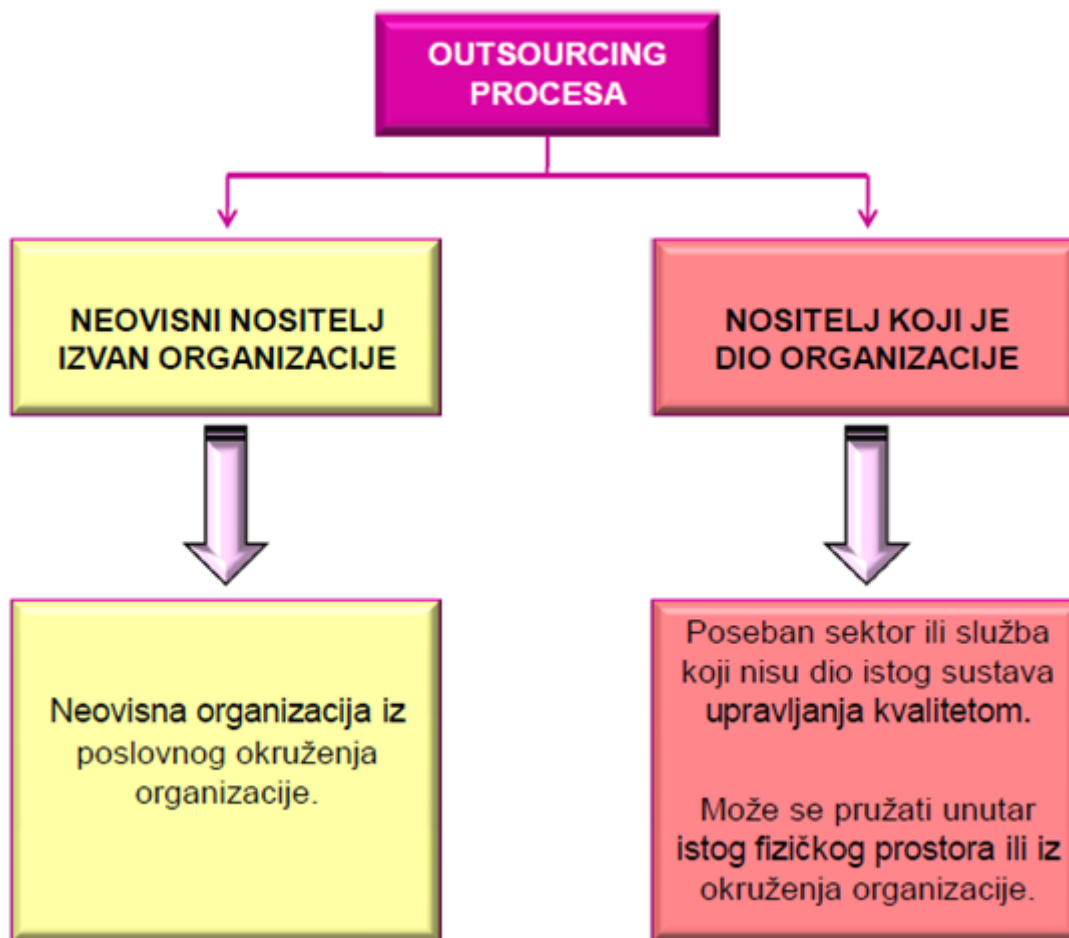 OUTSOURCING
PROCESA
NEOVISNI NOSITELJ
IZVAN ORGANIZACIJE
NOSITELJ KOJI JE
DIO ORGANIZACIJE
Neovisna organizacija iz
poslovnog okruženja
organizacije.
Poseban sektor ili služba
koji nisu dio istog sustava
upravljanja kvalitetom.
Može se pružati unutar
istog fizičkog prostora ili iz
okruženja organizacije.